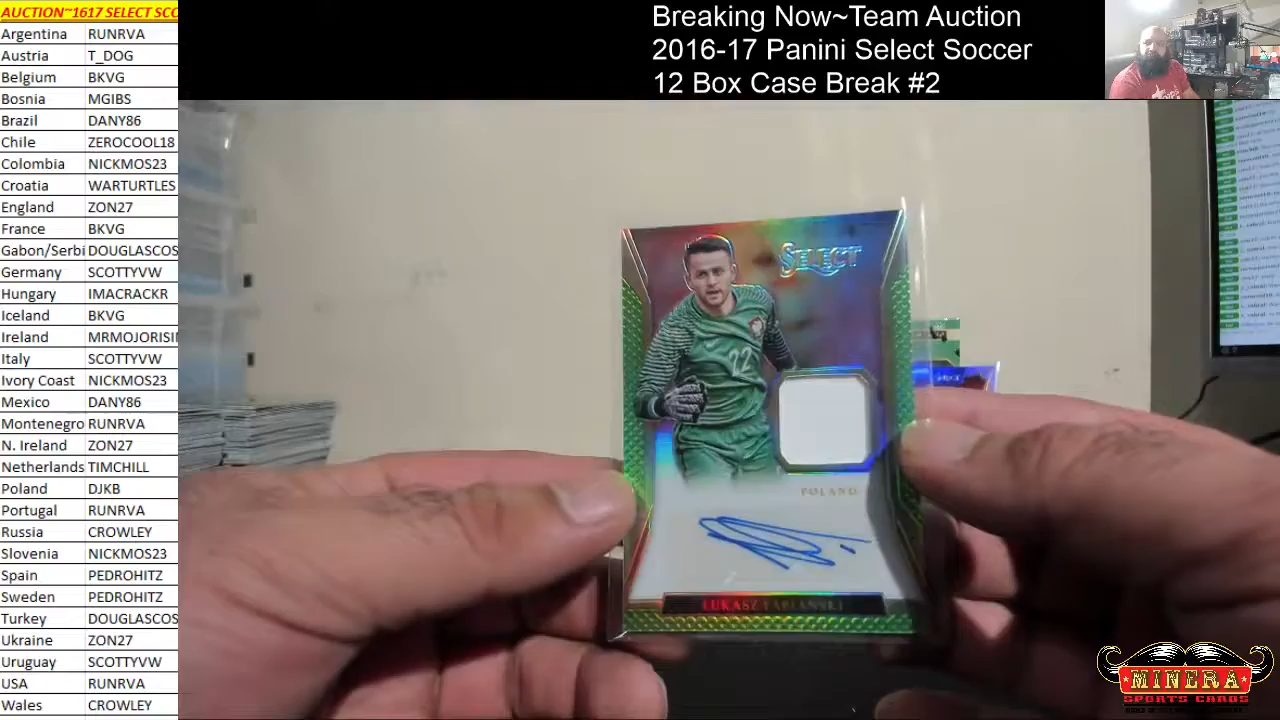 AUCTION~1617 SELECT SCO
Argentina RUNRVA
Austria T_DOG
Belgium BKVG
Bosnia MGIBS
Brazil DANY86
Chile ZEROCOOL18
Colombia NICKMOS23
Croatia WARTURTLES
England ZON27
France BKVG
Gabon/Serbi DOUGLASCOS
Germany SCOTTYVW
Hungary IMACRACKR
Iceland BKVG
Ireland MRMOJORISI
Italy SCOTTYVW
Ivory Coast NICKMOS23
Mexico DANY86
Montenegro RUNRVA
N. Ireland ZON27
Netherlands TIMCHILL
Poland DJKB
Portugal RUNRVA
Russia CROWLEY
Slovenia NICKMOS23
Spain PEDROHITZ
Sweden PEDROHITZ
Turkey DOUGLASCOS
Ukraine ZON27
Uruguay SCOTTYVW
USA RUNRVA
Wales CROWLEY
Breaking Now~Team Auction
2016-17 Panini Select Soccer
12 Box Case Break #2
SELECT
22
POLAND
LUKASZ FABIANSKI
MINERA
SPORTS CARDS